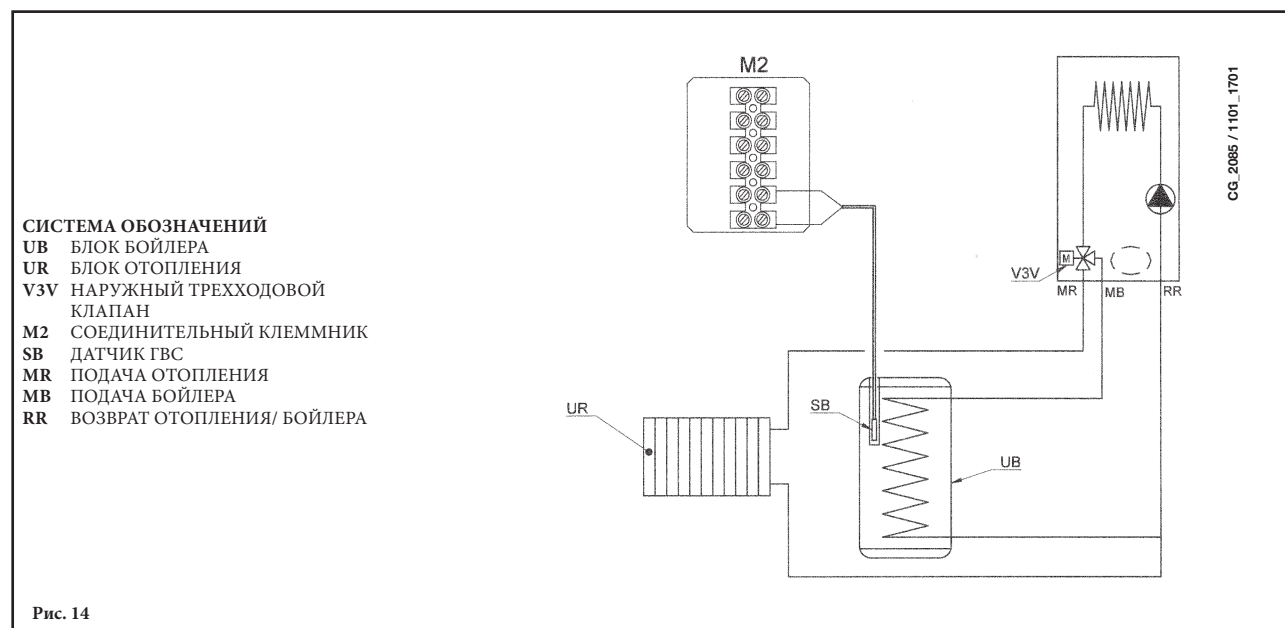 M2
CG_2085 / 1101_1701
СИСТЕМА ОБОЗНАЧЕНИЙ
UB БЛОК БОЙЛЕРА
UR БЛОК ОТОПЛЕНИЯ
V3V НАРУЖНЫЙ ТРЕХХОДОВОЙ
КЛАПАН
M2 СОЕДИНИТЕЛЬНЫЙ КЛЕММНИК
SB ДАТЧИК ГВС
MR ПОДАЧА ОТОПЛЕНИЯ
MB ПОДАЧА БОЙЛЕРА
RR ВОЗВРАТ ОТОПЛЕНИЯ/ БОЙЛЕРА
M
V3V
MR
MB
RR
UR
SB
UB
Рис. 14